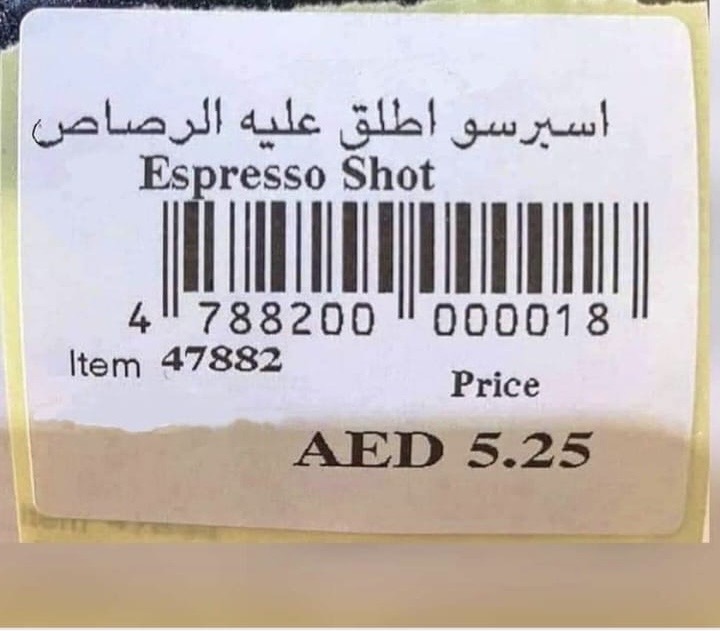 اسبرسو اطلق عليه الرصاص
Espresso Shot
4 788200 000018
Item 47882
Price
AED 5.25